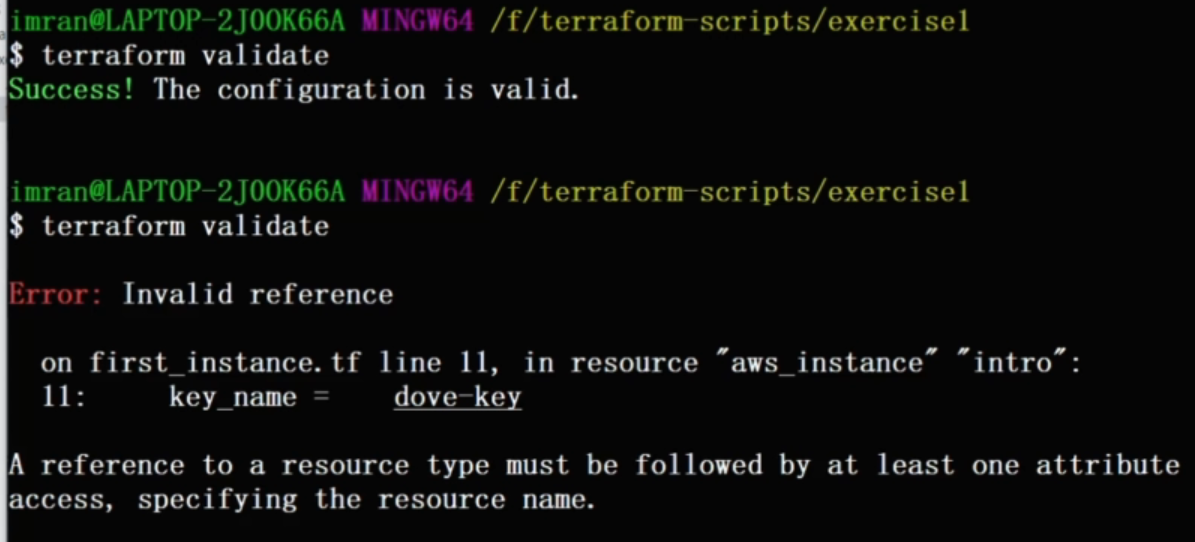 imran@LAPTOP-2JOOK66A MINGW64 /f/terraform-scripts/exercise1
$ terraform validate
Success! The configuration is valid.
imran@LAPTOP-2JOOK66A MINGW64 /f/terraform-scripts/exercise1
$ terraform validate
Error: Invalid reference
on first_instance.tf line 11, in resource "aws_instance" "intro":
11: key_name = dove-key
A reference to a resource type must be followed by at least one attribute
access, specifying the resource name.